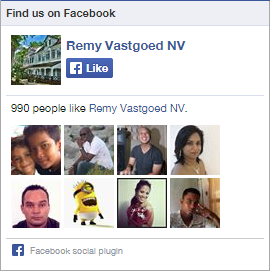 Find us on Facebook
Remy Vastgoed NV
Like
990 people like Remy Vastgoed NV.
Facebook social plugin